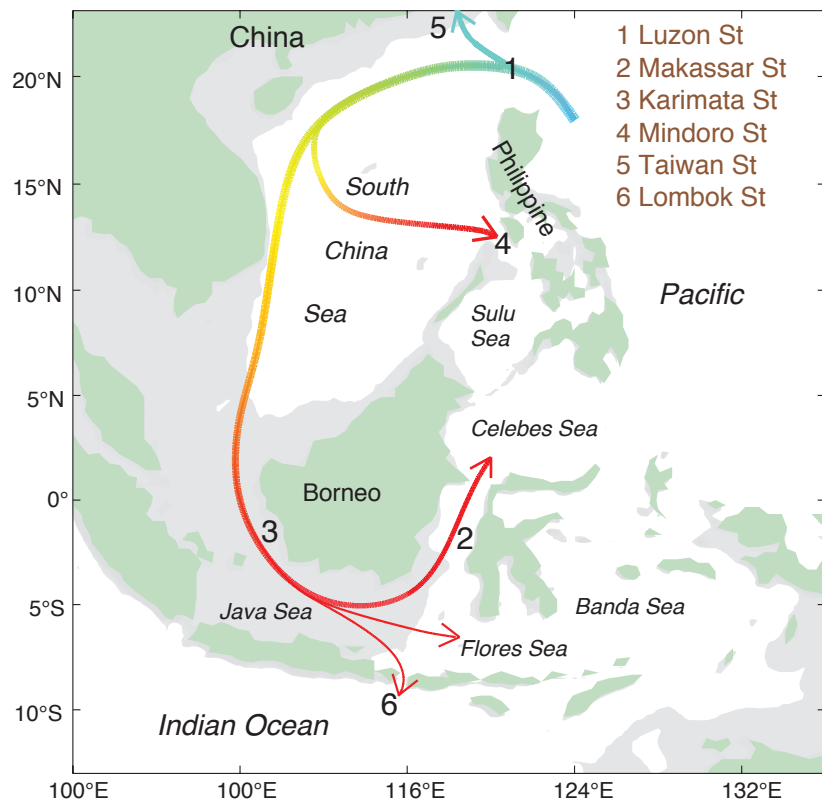 China
5
1
1 Luzon St
2 Makassar St
3 Karimata St
4 Mindoro St
5 Taiwan St
6 Lombok St
20°N
15°N
10°N
5°N
0°
5°S
10°S
Philippine
South
China
Sea
4
Sulu
Sea
Pacific
Celebes Sea
Borneo
3
2
Java Sea
Banda Sea
Flores Sea
6
Indian Ocean
100°E
100°E
116°E
124°E
132°E